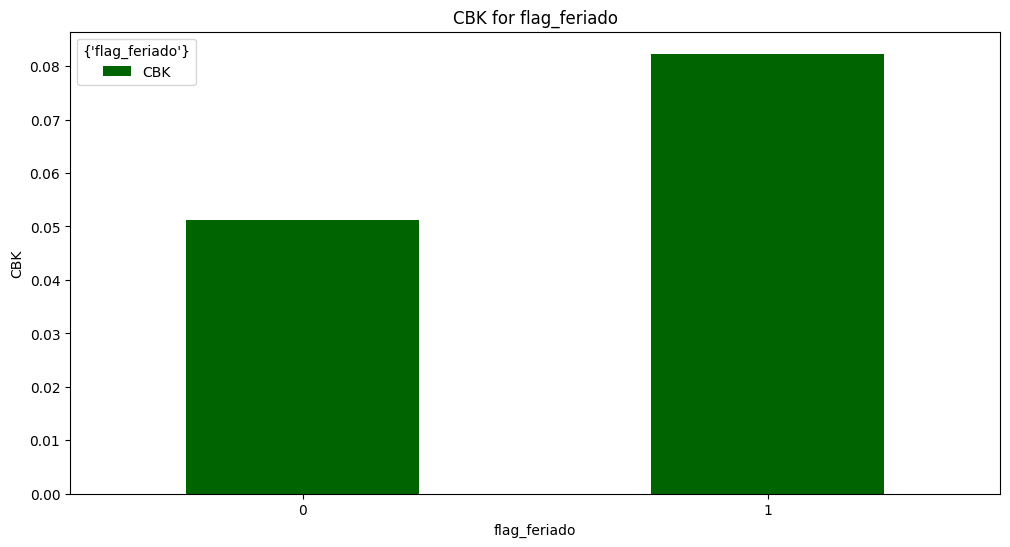 CBK for flag_feriado
{'flag_feriado'}
CBK
0.08
0.07
0.06
0.05
0.04
0.03
0.02
0.01
0.00
CBK
0 1
flag_feriado